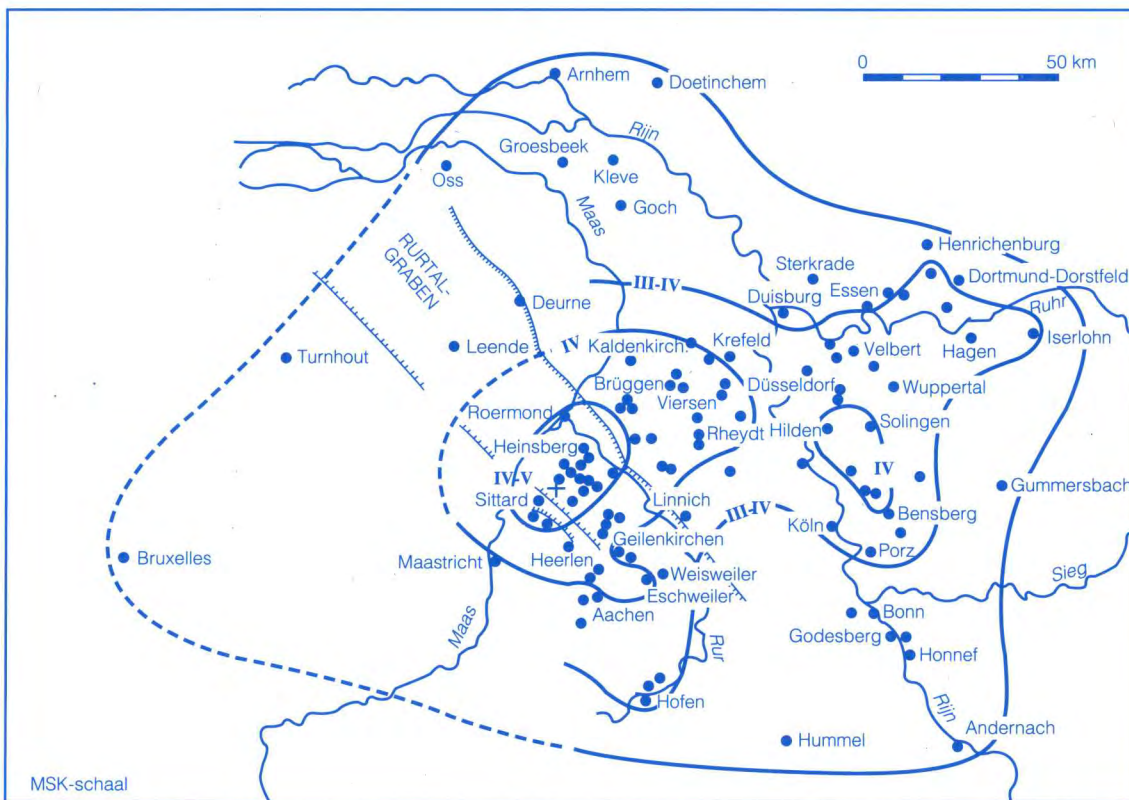 0 50 km
Arnhem
Doetinchem
Rijn
Groesbeek
Kleve
Oss
Goch
Maas
RURTAL-
GRABEN
Henrichenburg
Sterkrade
Dortmund-Dorstfeld
III-IV
Essen
Duisburg
Ruhr
Deurne
Iserlohn
Turnhout
Leende
IV
Kaldenkirch.
Krefeld
Velbert
Hagen
Brüggen
Düsseldorf
Wuppertal
Viersen
Roermond
Rheydt
Hilden
Solingen
Heinsberg
IV
IV-V
Sittard
Linnich
III-IV
Gummersbach
Bensberg
Köln
Geilenkirchen
Bruxelles
Maastricht
Heerlen
Porz
Weisweiler
Sieg
Eschweiler
Aachen
Bonn
Maas
Godesberg
Rur
Honnef
Hofen
Rijn
Andernach
Hummel
MSK-schaal